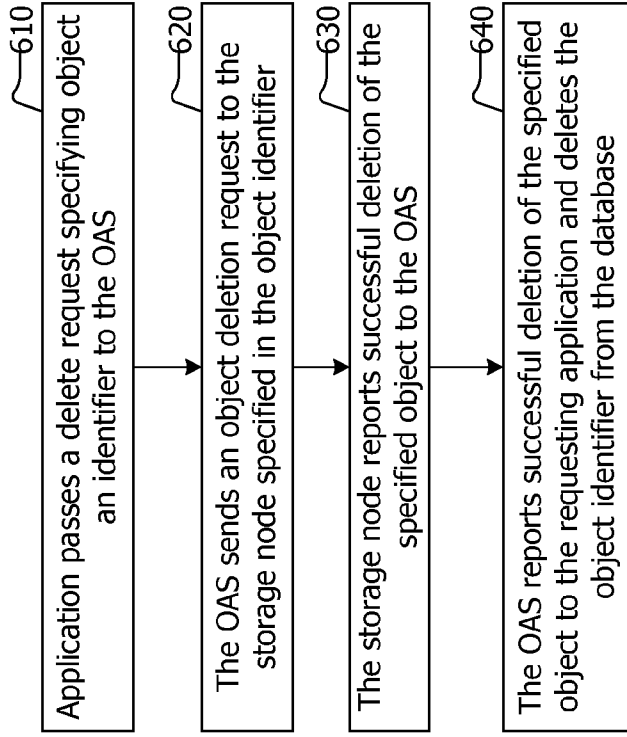 610
Application passes a delete request specifying object
an identifier to the OAS
620
The OAS sends an object deletion request to the
storage node specified in the object identifier
630
The storage node reports successful deletion of the
specified object to the OAS
640
The OAS reports successful deletion of the specified
object to the requesting application and deletes the
object identifier from the database